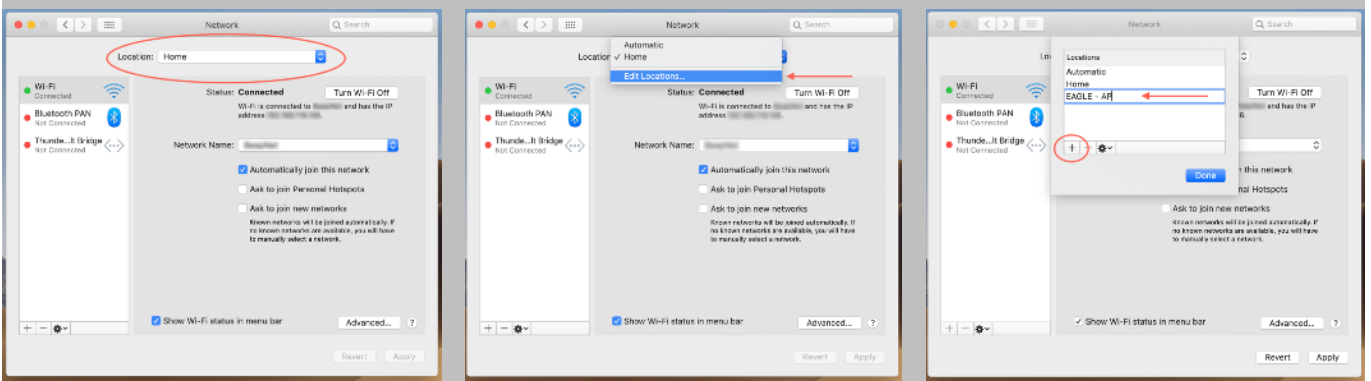 Network
Search
Location: Home
Wi-Fi
Connected
Bluetooth PAN
Not Connected
Thunde...lt Bridge
Not Connected
Status: Connected
Turn Wi-Fi Off
Wi-Fi is connected to and has the IP
address
Network Name:
Automatically join this network
Ask to join Personal Hotspots
Ask to join new networks
Known networks will be joined automatically. If
no known networks are available, you will have
to manually select a network.
Show Wi-Fi status in menu bar
Advanced...
?
Revert
Apply
Network
Search
Automatic
Location
✓ Home
Edit Locations...
Wi-Fi
Connected
Bluetooth PAN
Not Connected
Thunde...lt Bridge
Not Connected
Status: Connected
Turn Wi-Fi Off
Wi-Fi is connected to and has the IP
address
Network Name:
Automatically join this network
Ask to join Personal Hotspots
Ask to join new networks
Known networks will be joined automatically. If
no known networks are available, you will have
to manually select a network.
Show Wi-Fi status in menu bar
Advanced...
?
Revert
Apply
Network
Search
Lo
Locations
Automatic
Home
EAGLE - AP
Done
Wi-Fi
Connected
Bluetooth PAN
Not Connected
Thunde...lt Bridge
Not Connected
Turn Wi-Fi Off
and has the IP
6.
this network
nal Hotspots
Ask to join new networks
Known networks will be joined automatically. If
no known networks are available, you will have
to manually select a network.
Show Wi-Fi status in menu bar
Advanced...
?
Revert
Apply